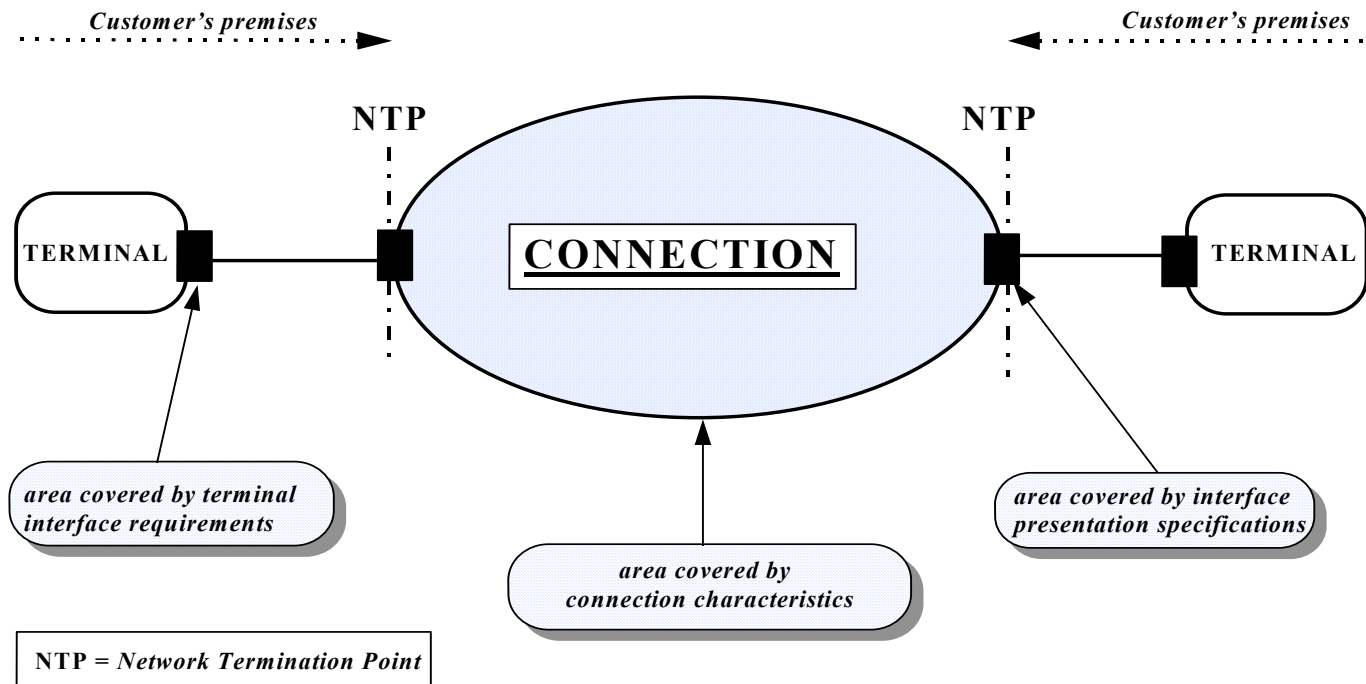 Customer's premises
Customer's premises
NTP
NTP
TERMINAL
CONNECTION
TERMINAL
area covered by terminal
interface requirements
area covered by
connection characteristics
area covered by interface
presentation specifications
NTP = Network Termination Point